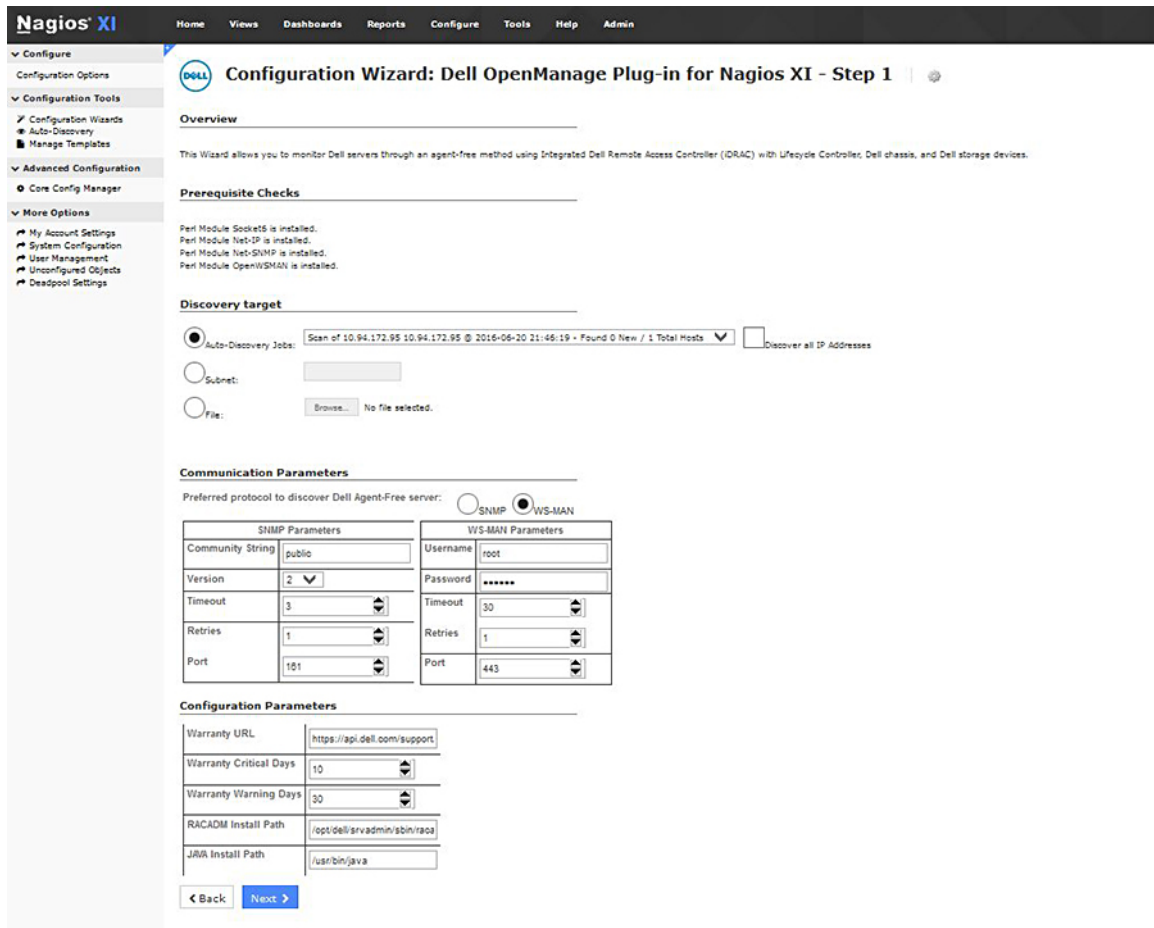 Nagios® XI
Home Views Dashboards Reports Configure Tools Help Admin
Configure
Configuration Options
Configuration Tools
Configuration Wizards
Auto-Discovery
Manage Templates
Advanced Configuration
Core Config Manager
More Options
My Account Settings
System Configuration
User Management
Unconfigured Objects
Deadpool Settings
DELL
Configuration Wizard: Dell OpenManage Plug-in for Nagios XI - Step 1
Overview
This Wizard allows you to monitor Dell servers through an agent-free method using Integrated Dell Remote Access Controller (iDRAC) with Lifecycle Controller, Dell chassis, and Dell storage devices.
Prerequisite Checks
Perl Module Socket6 is installed.
Perl Module Net-IP is installed.
Perl Module Net-SNMP is installed.
Perl Module OpenWSMAN is installed.
Discovery target
Auto-Discovery Jobs: Scan of 10.94.172.95 10.94.172.95 @ 2016-06-20 21:46:19 - Found 0 New / 1 Total Hosts Discover all IP Addresses
Subnet:
File: Browse... No file selected.
Communication Parameters
Preferred protocol to discover Dell Agent-Free server: SNMP WS-MAN
SNMP Parameters WS-MAN Parameters
Community String public Username root
Version 2 Password ••••••
Timeout 3 Timeout 30
Retries 1 Retries 1
Port 161 Port 443
Configuration Parameters
Warranty URL https://api.dell.com/support
Warranty Critical Days 10
Warranty Warning Days 30
RACADM Install Path /opt/dell/srvadmin/sbin/raca
JAVA Install Path /usr/bin/java
Back Next